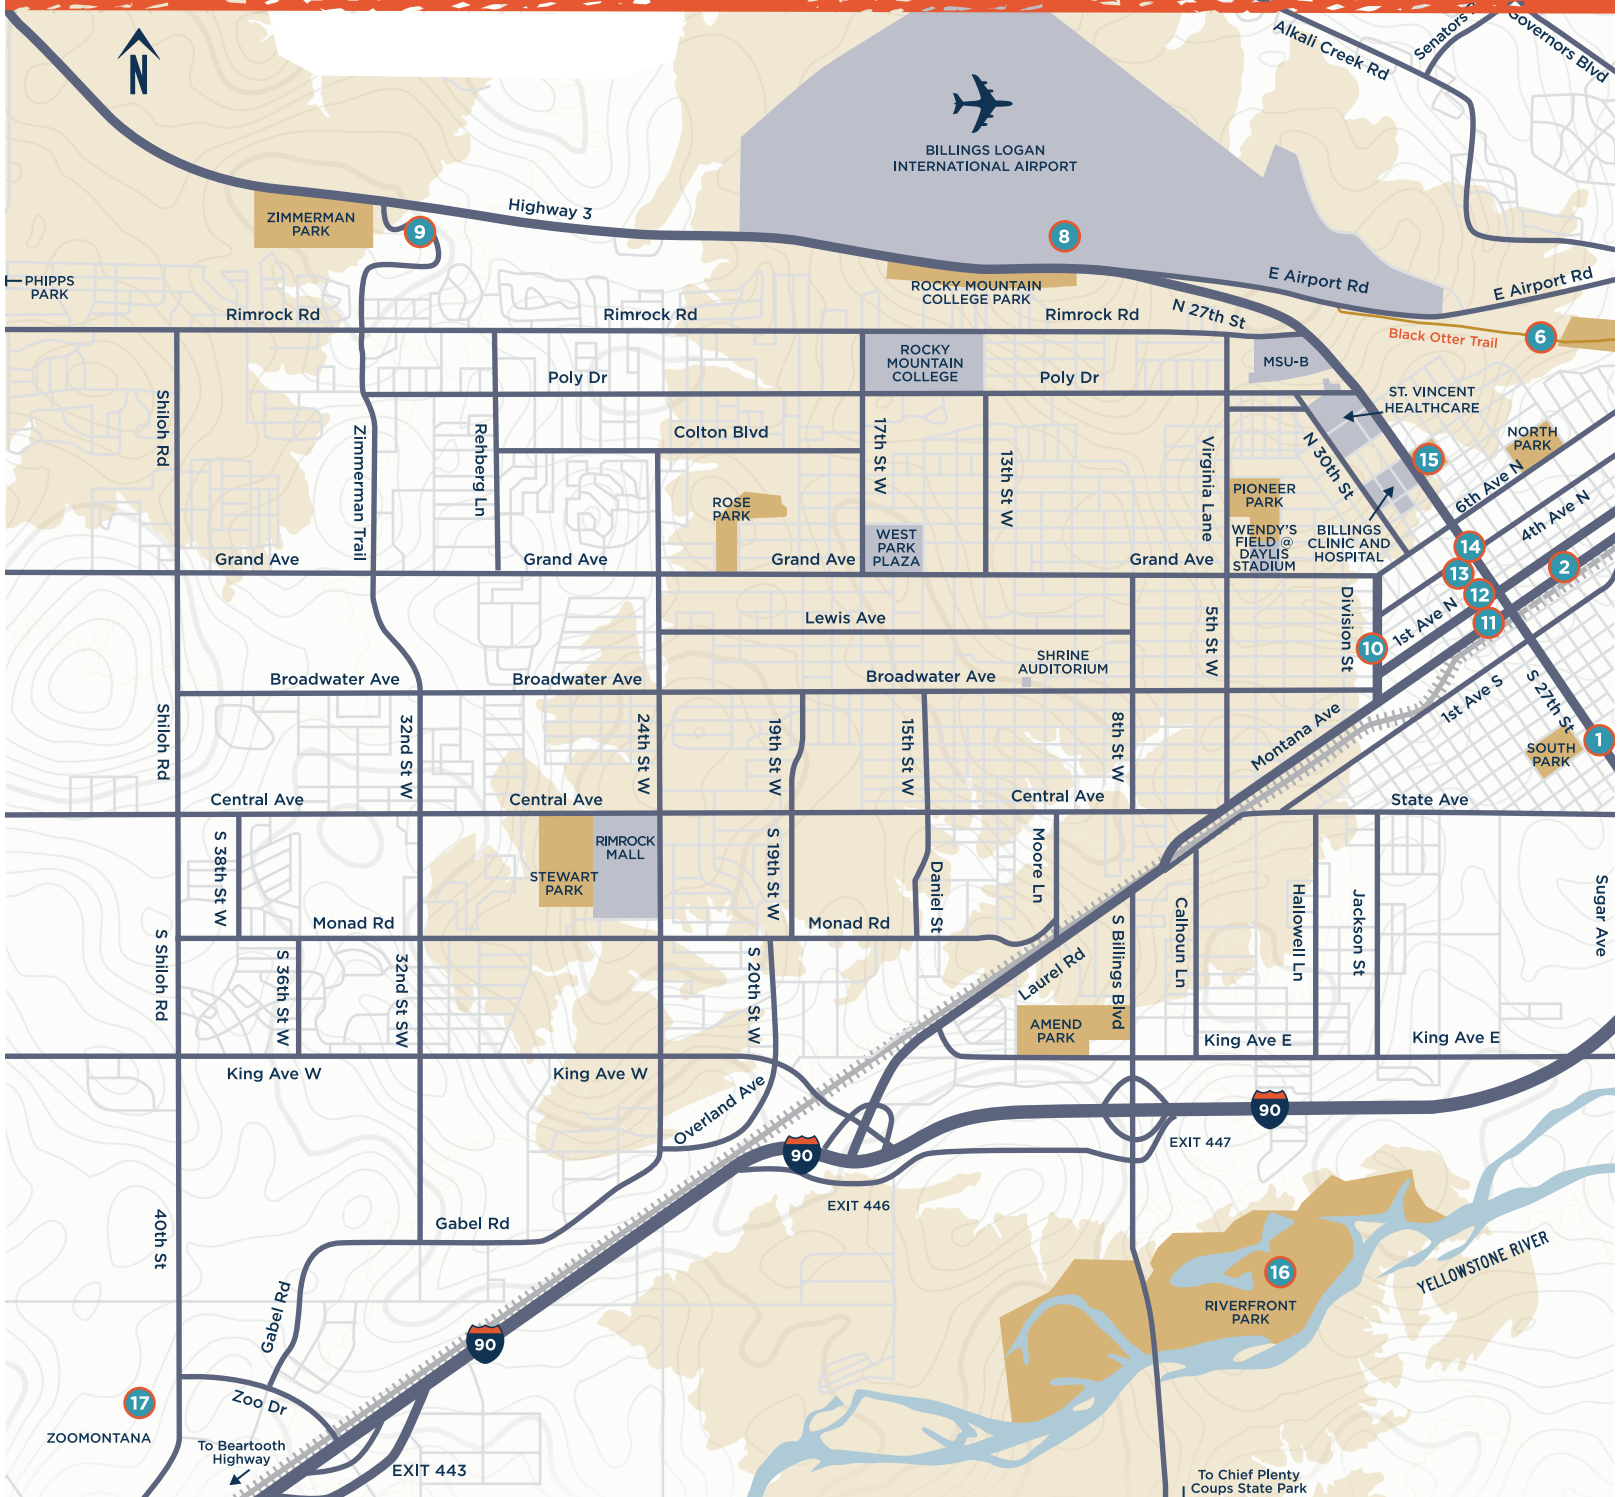 Alkali Creek Rd
Senators
Governors Blvd
N
BILLINGS LOGAN
INTERNATIONAL AIRPORT
Highway 3
ZIMMERMAN
PARK
9
8
PHIPPS
PARK
E Airport Rd
E Airport Rd
ROCKY MOUNTAIN
COLLEGE PARK
Rimrock Rd
Rimrock Rd
Rimrock Rd
N 27th St
Black Otter Trail
6
ROCKY
MOUNTAIN
COLLEGE
MSU-B
Poly Dr
Poly Dr
ST. VINCENT
HEALTHCARE
Shiloh Rd
Zimmerman Trail
Rehberg Ln
Colton Blvd
17th St W
13th St W
Virginia Lane
N 30th St
15
NORTH
PARK
6th Ave N
4th Ave N
ROSE
PARK
PIONEER
PARK
WENDY'S
FIELD @
DAYLIS
STADIUM
BILLINGS
CLINIC AND
HOSPITAL
WEST
PARK
PLAZA
Grand Ave
Grand Ave
Grand Ave
Grand Ave
14
13
2
12
11
10
1st Ave N
Division St
Lewis Ave
5th St W
SHRINE
AUDITORIUM
Broadwater Ave
Broadwater Ave
Broadwater Ave
1st Ave S
S 27th St
1
SOUTH
PARK
Shiloh Rd
32nd St W
24th St W
19th St W
15th St W
8th St W
Montana Ave
Central Ave
Central Ave
Central Ave
State Ave
S 38th St W
RIMROCK
MALL
STEWART
PARK
S 19th St W
Daniel St
Moore Ln
Calhoun Ln
Hallowell Ln
Jackson St
Sugar Ave
Monad Rd
Monad Rd
S Shiloh Rd
S 36th St W
32nd St SW
S 20th St W
Laurel Rd
S Billings Blvd
AMEND
PARK
King Ave E
King Ave E
King Ave W
King Ave W
Overland Ave
90
90
EXIT 447
EXIT 446
40th St
Gabel Rd
Gabel Rd
YELLOWSTONE RIVER
16
RIVERFRONT
PARK
90
17
ZOOMONTANA
Zoo Dr
To Beartooth
Highway
EXIT 443
To Chief Plenty
Coups State Park